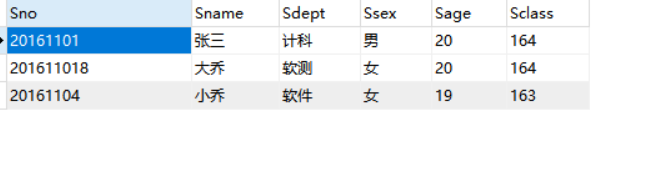 Sno Sname Sdept Ssex Sage Sclass
20161101 张三 计科 男 20 164
201611018 大乔 软测 女 20 164
20161104 小乔 软件 女 19 163